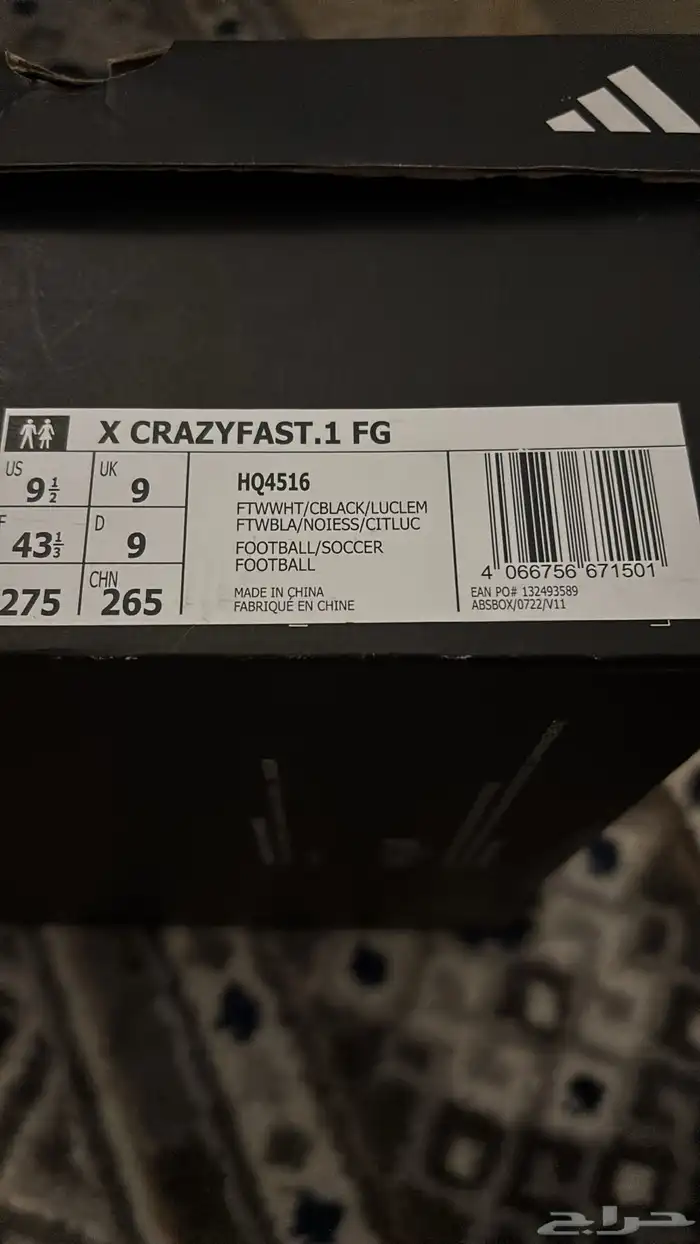 X CRAZYFAST.1 FG
US 9 1/2
UK 9
F 43 1/3
D 9
275
CHN 265
HQ4516
FTWWHT/CBLACK/LUCLEM
FTWBLA/NOIESS/CITLUC
FOOTBALL/SOCCER
FOOTBALL
MADE IN CHINA
FABRIQUÉ EN CHINE
4 066756 671501
EAN PO# 132493589
ABSBOX/0722/V11
حراج